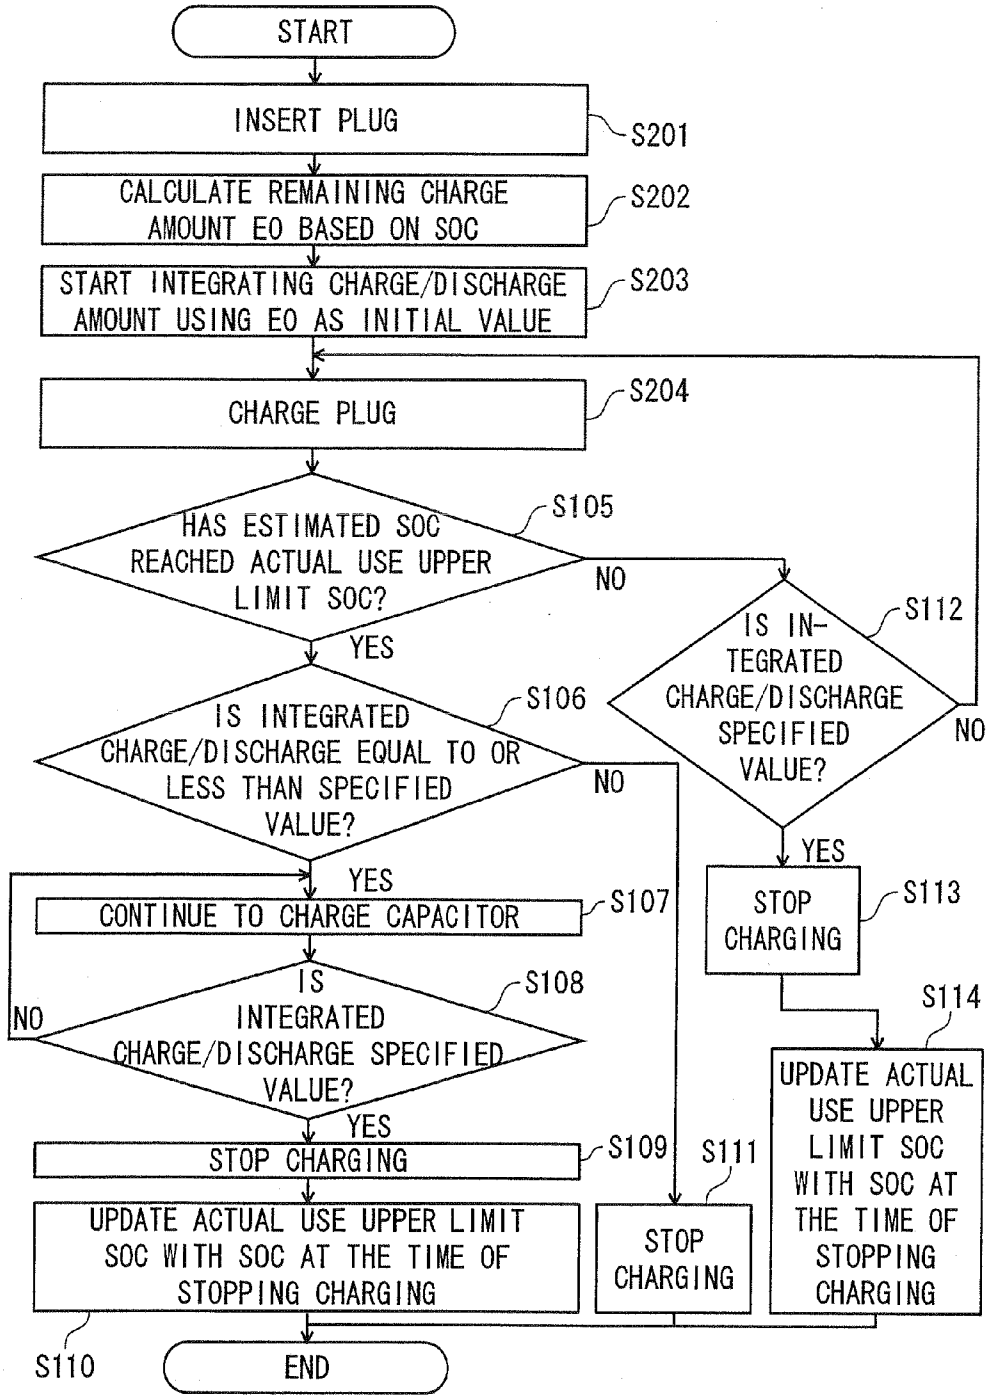 START
INSERT PLUG
S201
CALCULATE REMAINING CHARGE
AMOUNT E0 BASED ON SOC
S202
START INTEGRATING CHARGE/DISCHARGE
AMOUNT USING E0 AS INITIAL VALUE
S203
CHARGE PLUG
S204
HAS ESTIMATED SOC
REACHED ACTUAL USE UPPER
LIMIT SOC?
S105
NO
YES
IS IN-
TEGRATED
CHARGE/DISCHARGE
SPECIFIED
VALUE?
S112
NO
YES
IS INTEGRATED
CHARGE/DISCHARGE EQUAL TO OR
LESS THAN SPECIFIED
VALUE?
S106
NO
YES
STOP
CHARGING
S113
CONTINUE TO CHARGE CAPACITOR
S107
IS
INTEGRATED
CHARGE/DISCHARGE SPECIFIED
VALUE?
S108
NO
YES
UPDATE ACTUAL
USE UPPER
LIMIT SOC
WITH SOC AT
THE TIME OF
STOPPING
CHARGING
S114
STOP CHARGING
S109
STOP
CHARGING
S111
UPDATE ACTUAL USE UPPER LIMIT
SOC WITH SOC AT THE TIME OF
STOPPING CHARGING
S110
END